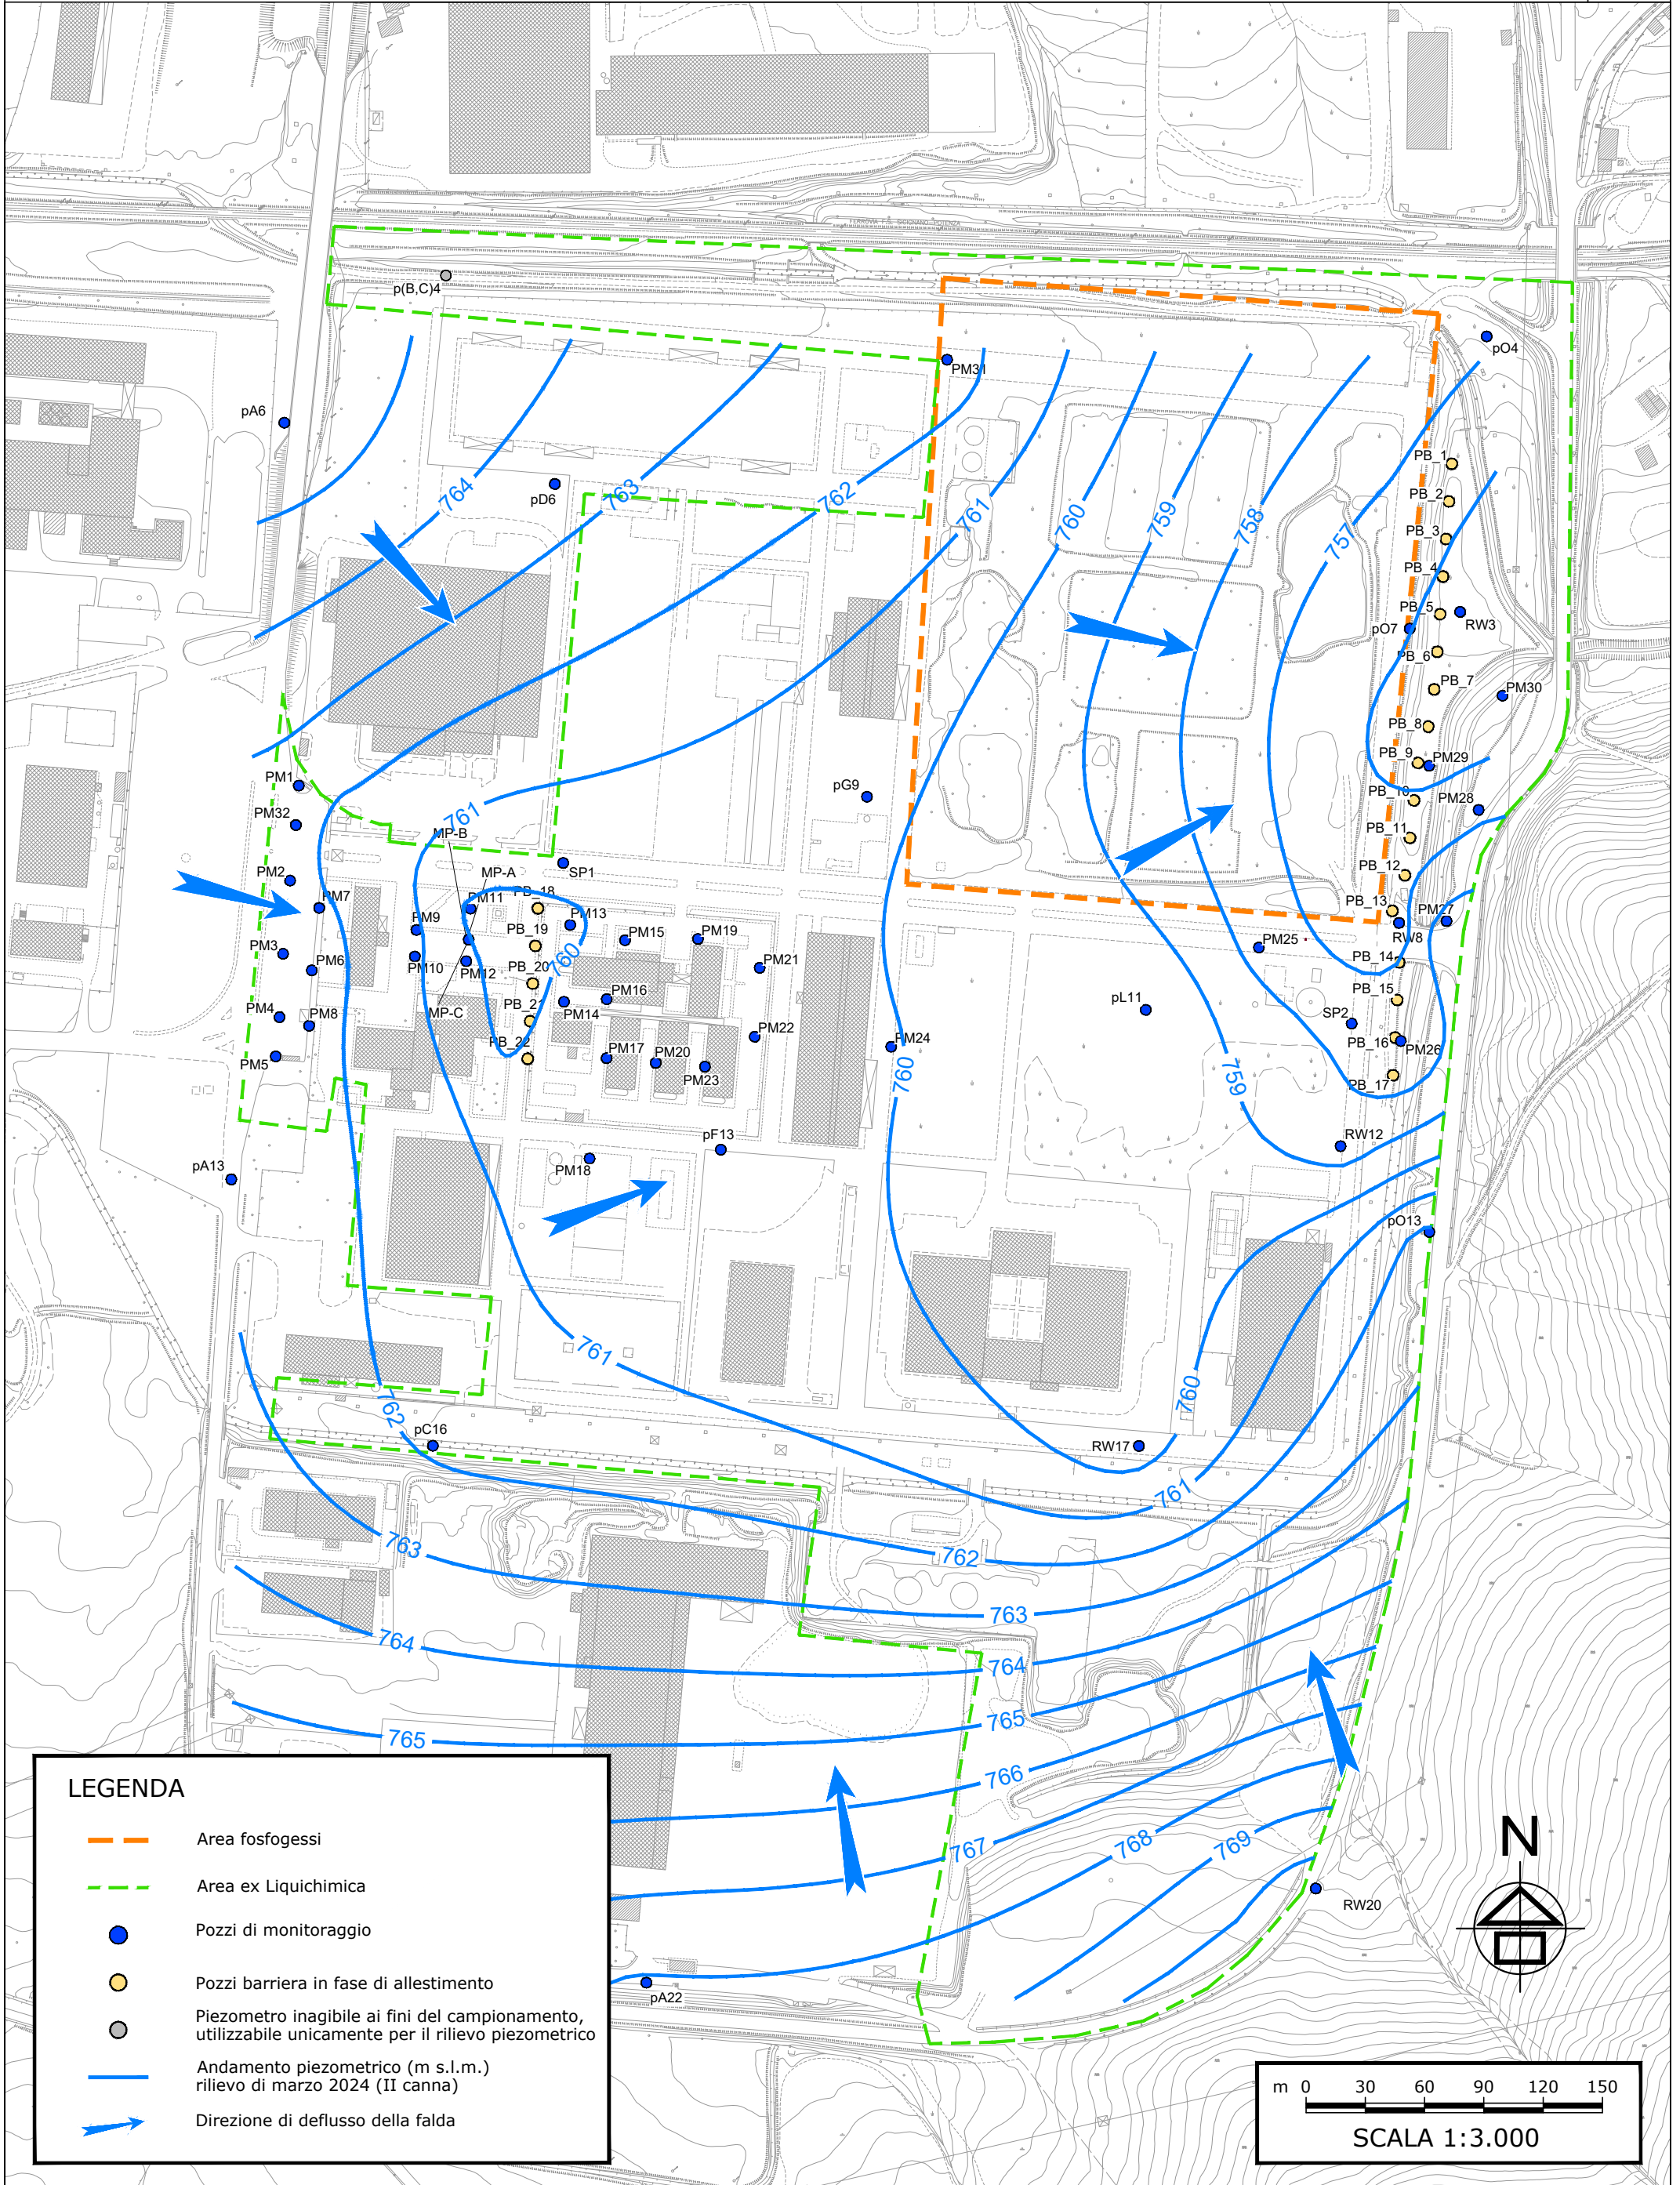 p(B,C)4
PM31
pO4
pA6
764
pD6
763
762
761
760
759
758
757
PB_1
PB_2
PB_3
PB_4
PB_5
RW3
pO7
PB_6
PB_7
PM30
PB_8
PB_9
PM29
PB_10
PM28
PB_11
PB_12
PB_13
PM27
RW8
PM1
PM32
PM2
PM7
761
MP-B
MP-A
PM11
PM9
PB_18
SP1
PM13
PB_19
PM15
PM19
pG9
PM3
PM6
PM10
PM12
PB_20
760
PM21
PM25
PB_14
PM4
PM8
MP-C
PB_21
PM14
PM16
PM22
PM24
pL11
SP2
PB_15
PB_16
PM26
PM5
PB_22
PM17
PM20
PM23
760
759
PB_17
pA13
PM18
pF13
RW12
pO13
761
762
pC16
760
RW17
761
763
762
763
764
764
765
765
766
767
768
769
RW20
pA22
LEGENDA
Area fosfogessi
Area ex Liquichimica
Pozzi di monitoraggio
Pozzi barriera in fase di allestimento
Piezometro inagibile ai fini del campionamento,
utilizzabile unicamente per il rilievo piezometrico
Andamento piezometrico (m s.l.m.)
rilievo di marzo 2024 (II canna)
Direzione di deflusso della falda
N
m 0 30 60 90 120 150
SCALA 1:3.000